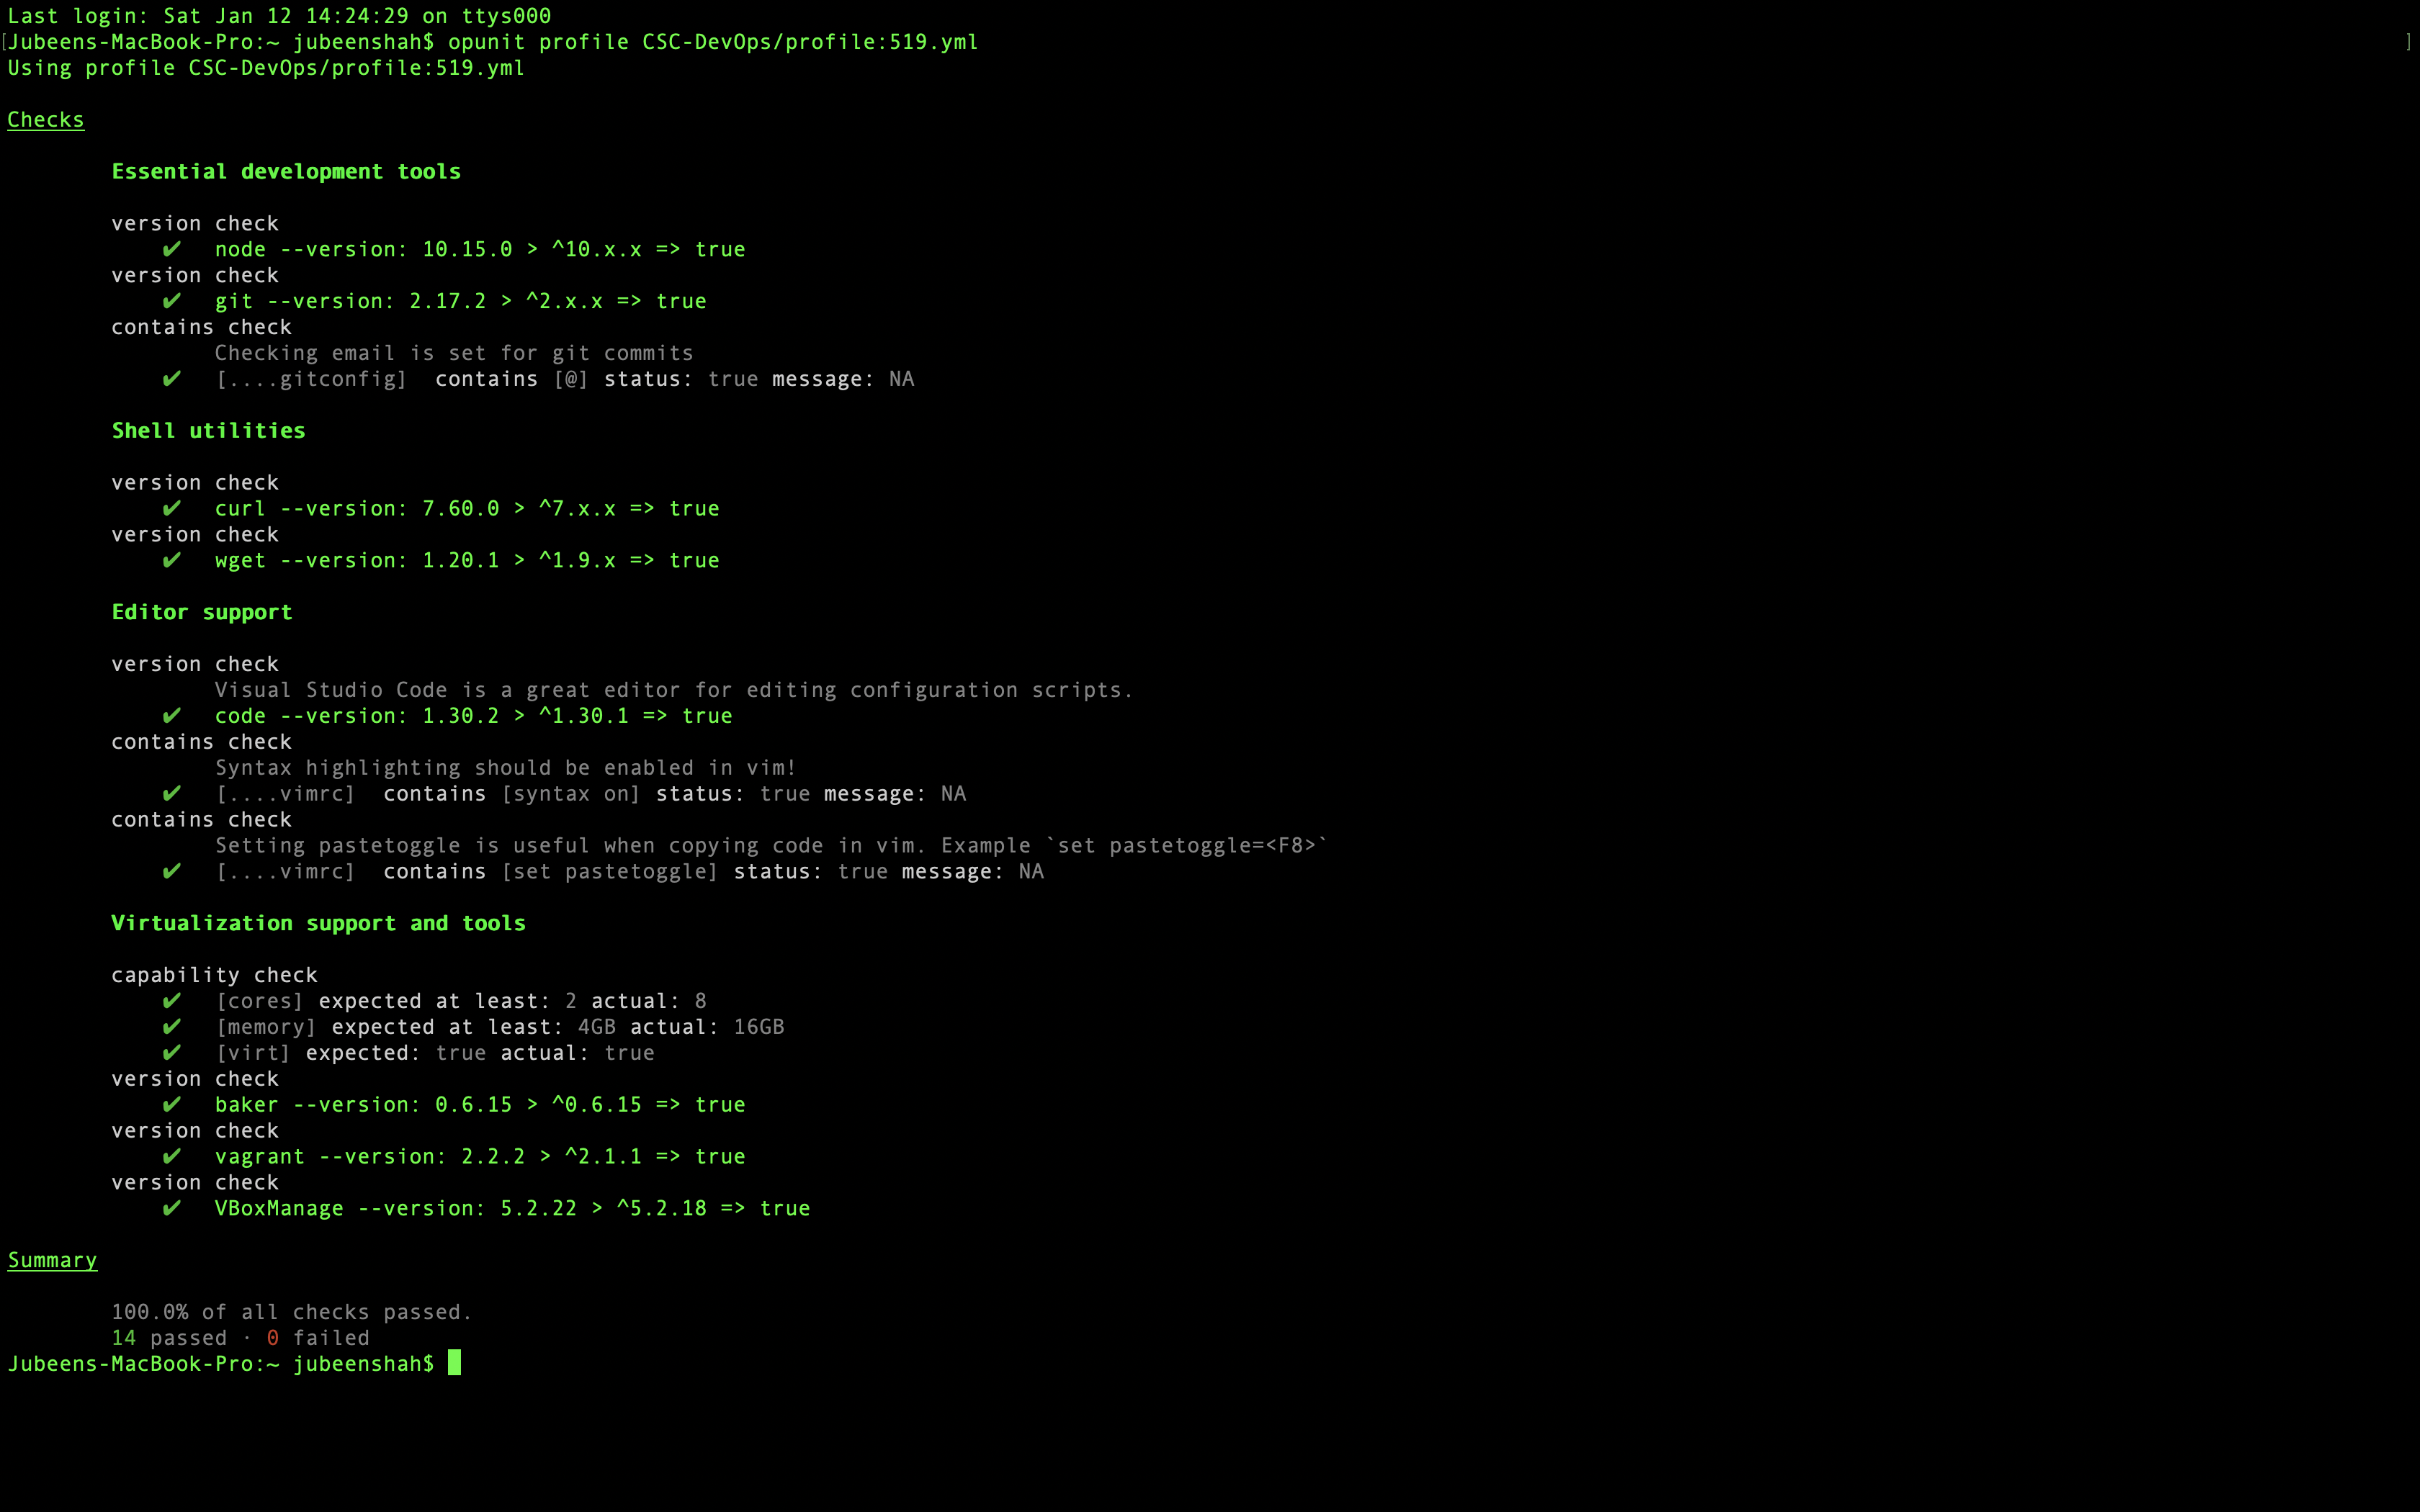 Last login: Sat Jan 12 14:24:29 on ttys000
[Jubeens-MacBook-Pro:~ jubeenshah$ opunit profile CSC-DevOps/profile:519.yml ]
Using profile CSC-DevOps/profile:519.yml
Checks
Essential development tools
version check
✔ node --version: 10.15.0 > ^10.x.x => true
version check
✔ git --version: 2.17.2 > ^2.x.x => true
contains check
Checking email is set for git commits
✔ [....gitconfig] contains [@] status: true message: NA
Shell utilities
version check
✔ curl --version: 7.60.0 > ^7.x.x => true
version check
✔ wget --version: 1.20.1 > ^1.9.x => true
Editor support
version check
Visual Studio Code is a great editor for editing configuration scripts.
✔ code --version: 1.30.2 > ^1.30.1 => true
contains check
Syntax highlighting should be enabled in vim!
✔ [....vimrc] contains [syntax on] status: true message: NA
contains check
Setting pastetoggle is useful when copying code in vim. Example `set pastetoggle=<F8>`
✔ [....vimrc] contains [set pastetoggle] status: true message: NA
Virtualization support and tools
capability check
✔ [cores] expected at least: 2 actual: 8
✔ [memory] expected at least: 4GB actual: 16GB
✔ [virt] expected: true actual: true
version check
✔ baker --version: 0.6.15 > ^0.6.15 => true
version check
✔ vagrant --version: 2.2.2 > ^2.1.1 => true
version check
✔ VBoxManage --version: 5.2.22 > ^5.2.18 => true
Summary
100.0% of all checks passed.
14 passed · 0 failed
Jubeens-MacBook-Pro:~ jubeenshah$